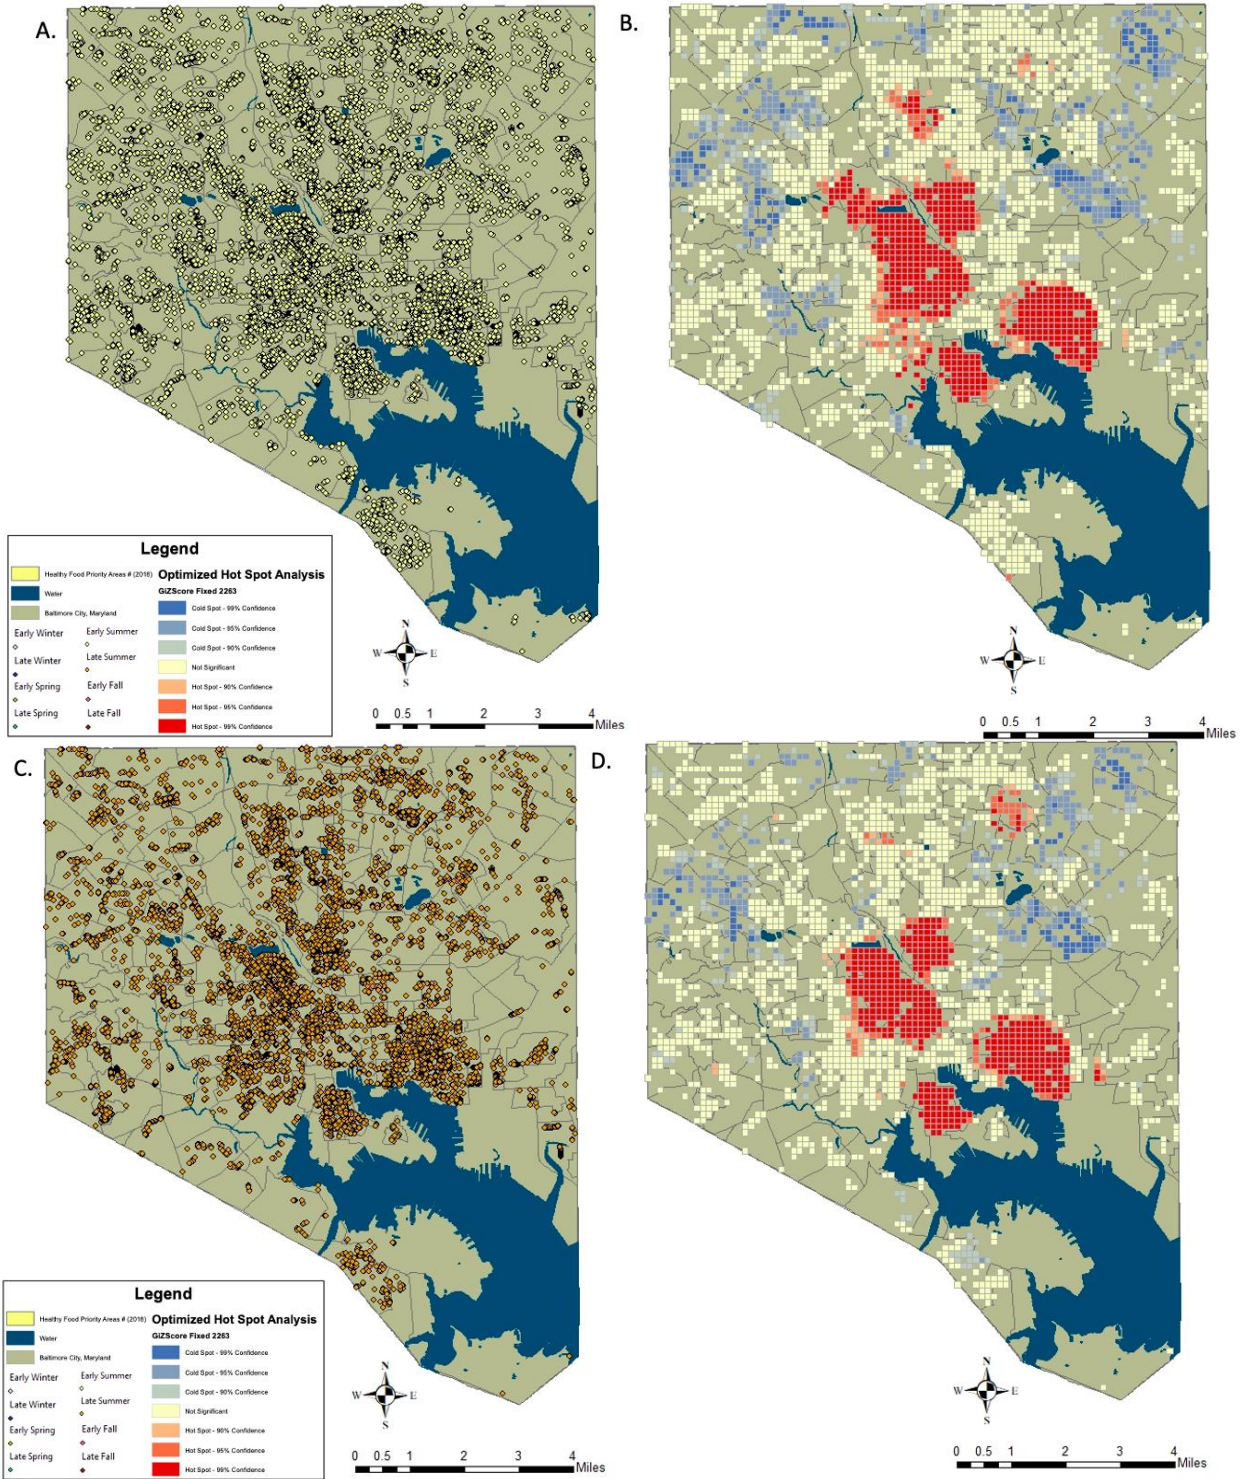 A.
B.
Legend
Healthy Food Priority Areas # (2018)
Water
Baltimore City, Maryland
Early Winter
Early Summer
Late Winter
Late Summer
Early Spring
Early Fall
Late Spring
Late Fall
Optimized Hot Spot Analysis
GiZScore Fixed 2263
Cold Spot - 99% Confidence
Cold Spot - 95% Confidence
Cold Spot - 90% Confidence
Not Significant
Hot Spot - 90% Confidence
Hot Spot - 95% Confidence
Hot Spot - 99% Confidence
N
W E
S
0 0.5 1 2 3 4
Miles
N
W E
S
0 0.5 1 2 3 4
Miles
C.
D.
Legend
Healthy Food Priority Areas # (2018)
Water
Baltimore City, Maryland
Early Winter
Early Summer
Late Winter
Late Summer
Early Spring
Early Fall
Late Spring
Late Fall
Optimized Hot Spot Analysis
GiZScore Fixed 2263
Cold Spot - 99% Confidence
Cold Spot - 95% Confidence
Cold Spot - 90% Confidence
Not Significant
Hot Spot - 90% Confidence
Hot Spot - 95% Confidence
Hot Spot - 99% Confidence
N
W E
S
0 0.5 1 2 3 4
Miles
N
W E
S
0 0.5 1 2 3 4
Miles